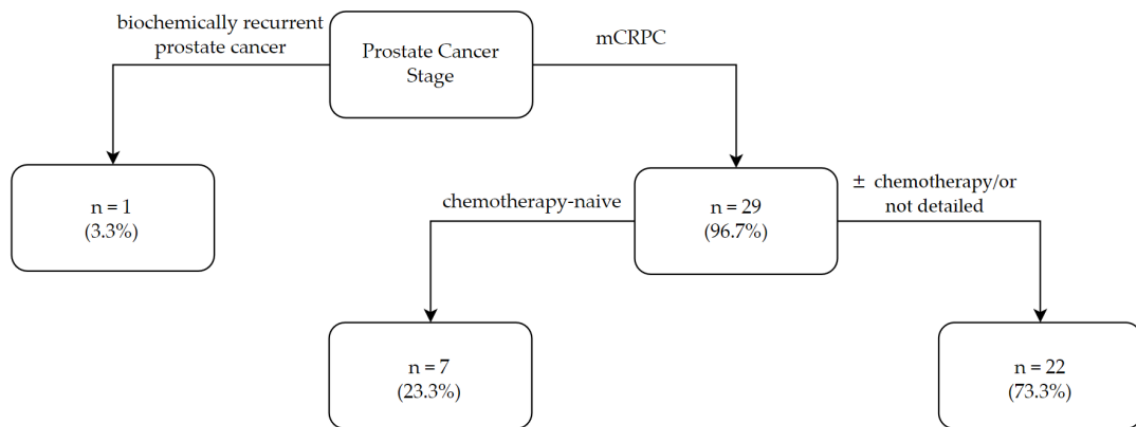 biochemically recurrent
prostate cancer
Prostate Cancer
Stage
mCRPC
n = 1
(3.3%)
chemotherapy-naive
n = 29
(96.7%)
± chemotherapy/or
not detailed
n = 7
(23.3%)
n = 22
(73.3%)